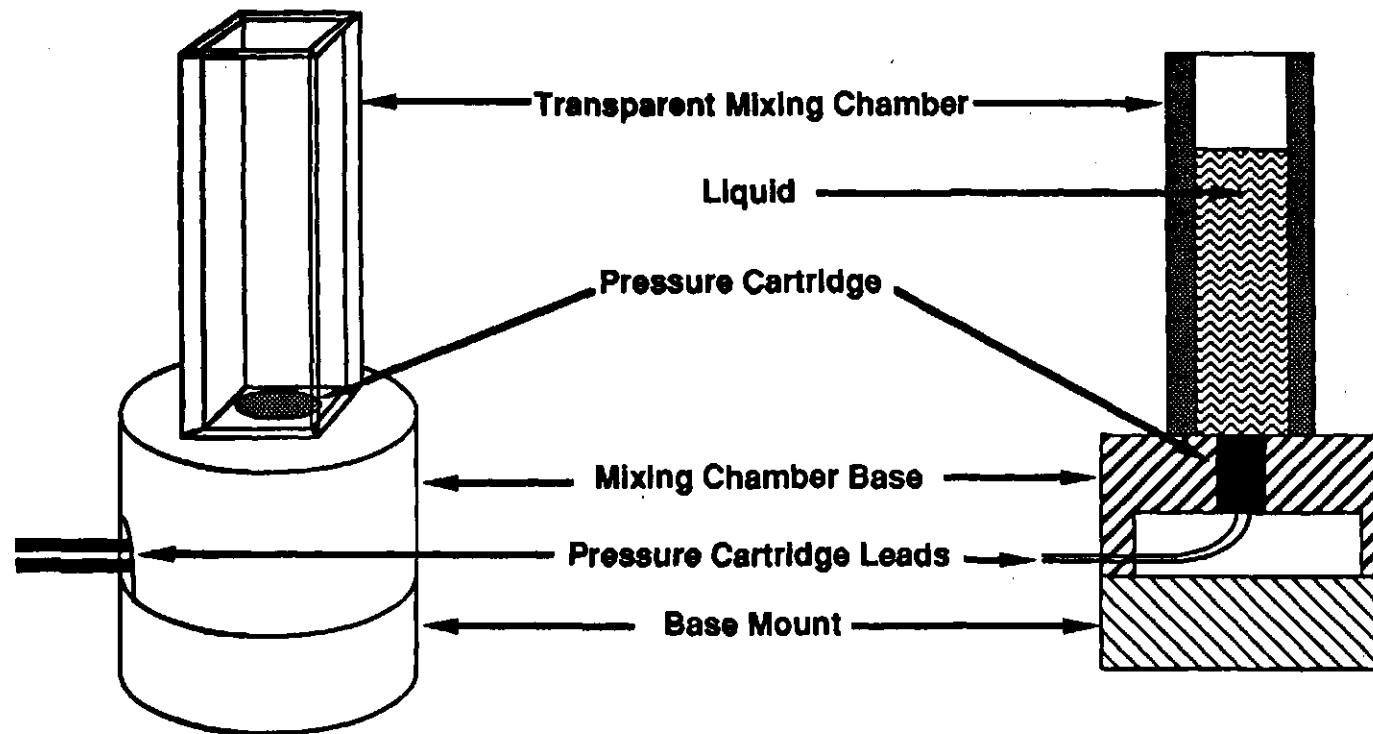 Transparent Mixing Chamber
Liquid
Pressure Cartridge
Mixing Chamber Base
Pressure Cartridge Leads
Base Mount